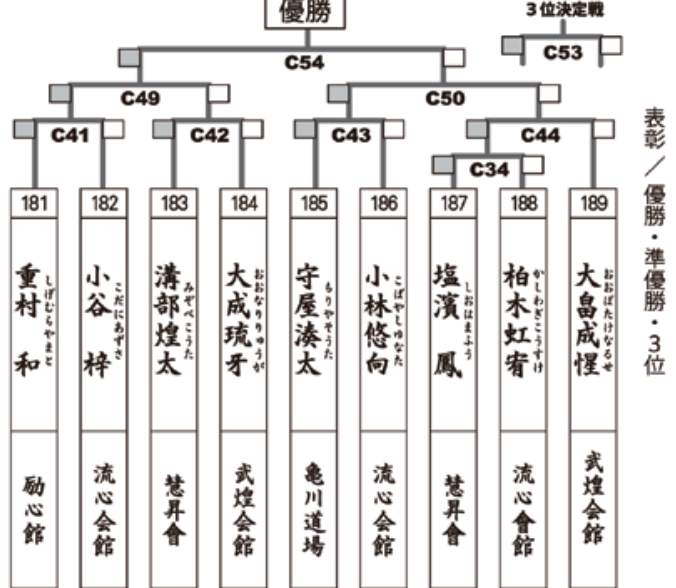 優勝
3位決定戦
C54
C53
C49
C50
C41
C42
C43
C44
C34
181
182
183
184
185
186
187
188
189
重村 和
しげむらやまと
小谷 梓
こだにあずさ
溝部煌太
みぞべこうた
大成琉牙
おおなりりゅうが
守屋湊太
もりやそうた
小林悠向
こばやしゆなた
塩濱 鳳
しおはまふう
柏木虹宥
かしわぎこうすけ
大畠成惺
おおばたけなるせ
励心館
流心会館
慧昇會
武煌会館
亀川道場
流心会館
慧昇會
流心會館
武煌会館
表彰/優勝・準優勝・3位